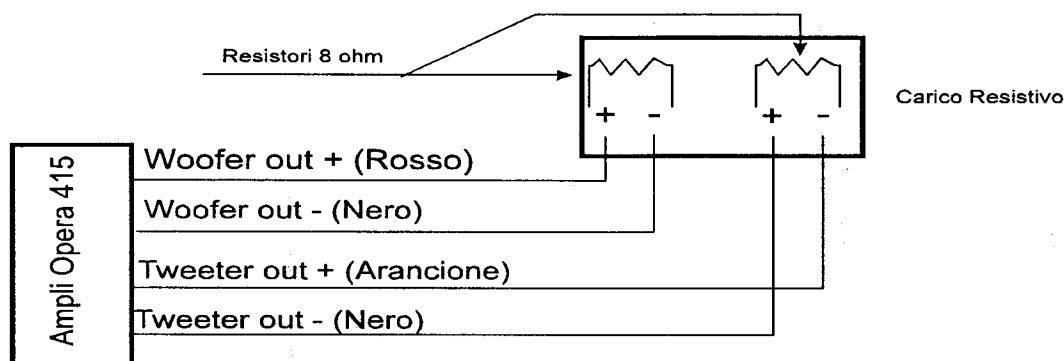 Resistori 8 ohm
+ - + -
Carico Resistivo
Ampli Opera 415
Woofer out + (Rosso)
Woofer out - (Nero)
Tweeter out + (Arancione)
Tweeter out - (Nero)